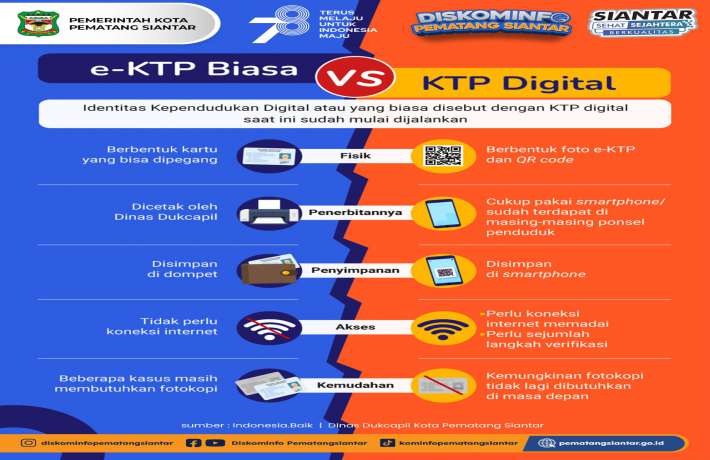 PEMERINTAH KOTA
PEMATANG SIANTAR
78
TERUS
MELAJU
UNTUK
INDONESIA
MAJU
DISKOMINFO
PEMATANG SIANTAR
SIANTAR
SEHAT SEJAHTERA
BERKUALITAS
e-KTP Biasa
VS
KTP Digital
Identitas Kependudukan Digital atau yang biasa disebut dengan KTP digital
saat ini sudah mulai dijalankan
Berbentuk kartu
yang bisa dipegang
Fisik
Berbentuk foto e-KTP
dan QR code
Dicetak oleh
Dinas Dukcapil
Penerbitannya
Cukup pakai smartphone/
sudah terdapat di
masing-masing ponsel
penduduk
Disimpan
di dompet
Penyimpanan
Disimpan
di smartphone
Tidak perlu
koneksi internet
Akses
•Perlu koneksi
internet memadai
•Perlu sejumlah
langkah verifikasi
Beberapa kasus masih
membutuhkan fotokopi
Kemudahan
Kemungkinan fotokopi
tidak lagi dibutuhkan
di masa depan
sumber : Indonesia.Baik | Dinas Dukcapil Kota Pematang Siantar
diskominfopematangsiantar
Diskominfo Pematangsiantar
kominfopematangsiantar
pematangsiantar.go.id